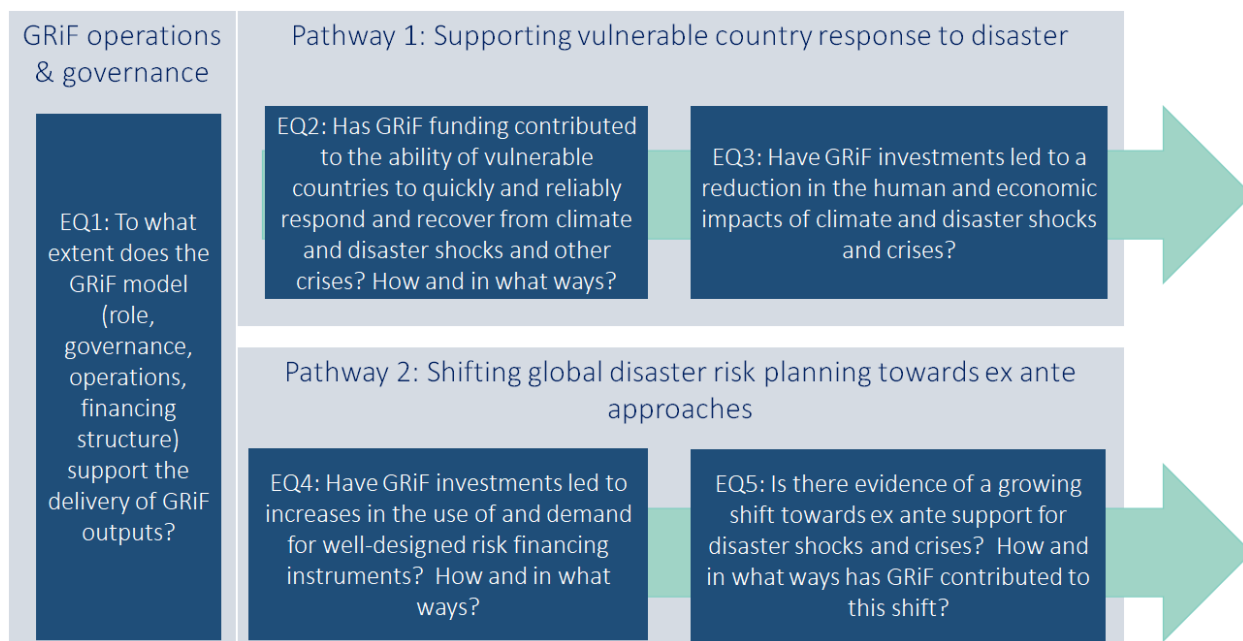 GRiF operations
& governance
EQ1: To what
extent does the
GRiF model
(role,
governance,
operations,
financing
structure)
support the
delivery of GRiF
outputs?
Pathway 1: Supporting vulnerable country response to disaster
EQ2: Has GRiF funding contributed
to the ability of vulnerable
countries to quickly and reliably
respond and recover from climate
and disaster shocks and other
crises? How and in what ways?
EQ3: Have GRiF investments led to a
reduction in the human and economic
impacts of climate and disaster shocks
and crises?
Pathway 2: Shifting global disaster risk planning towards ex ante
approaches
EQ4: Have GRiF investments led to
increases in the use of and demand
for well-designed risk financing
instruments?  How and in what
ways?
EQ5: Is there evidence of a growing
shift towards ex ante support for
disaster shocks and crises?  How and
in what ways has GRiF contributed to
this shift?